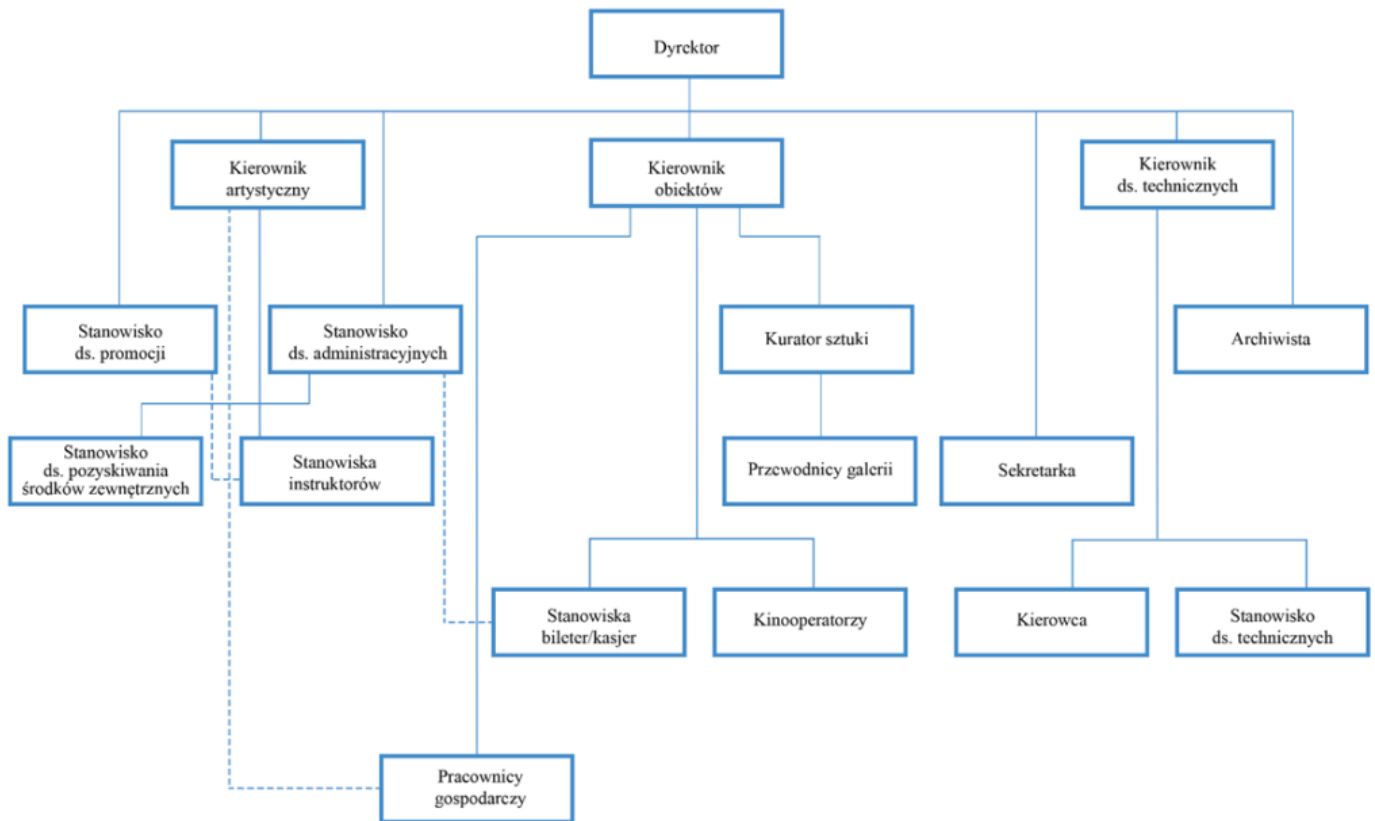 Dyrektor
Kierownik
artystyczny
Kierownik
obiektów
Kierownik
ds. technicznych
Stanowisko
ds. promocji
Stanowisko
ds. administracyjnych
Kurator sztuki
Archiwista
Stanowisko
ds. pozyskiwania
środków zewnętrznych
Stanowiska
instruktorów
Przewodnicy galerii
Sekretarka
Stanowiska
bileter/kasjer
Kinooperatorzy
Kierowca
Stanowisko
ds. technicznych
Pracownicy
gospodarczy